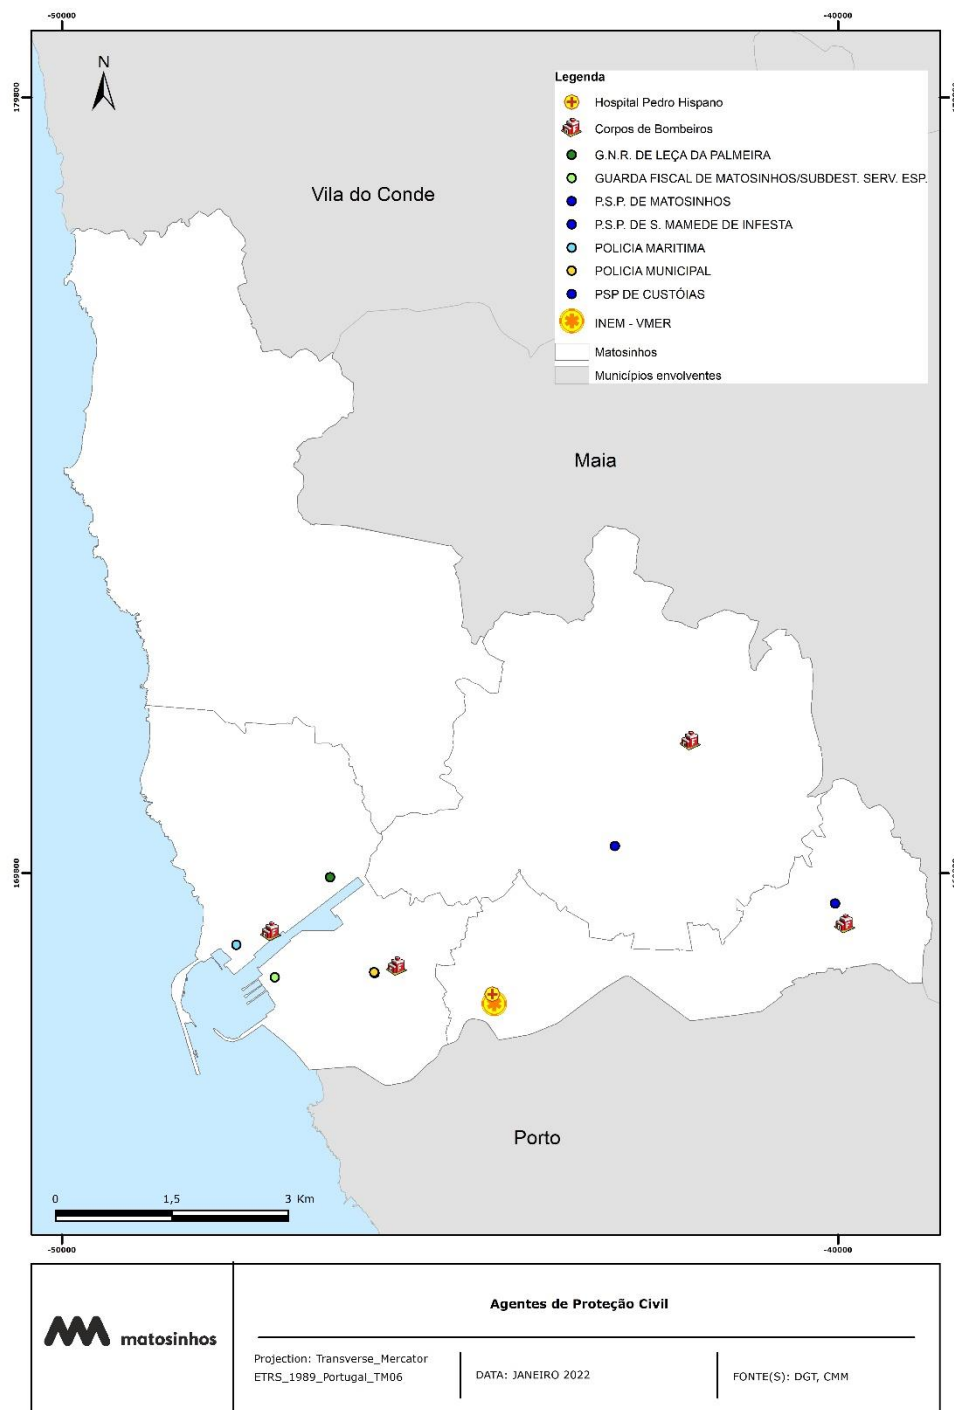 -50000
-40000
N
179800
Legenda
Hospital Pedro Hispano
Corpos de Bombeiros
G.N.R. DE LEÇA DA PALMEIRA
GUARDA FISCAL DE MATOSINHOS/SUBDEST. SERV. ESP.
P.S.P. DE MATOSINHOS
P.S.P. DE S. MAMEDE DE INFESTA
POLICIA MARITIMA
POLICIA MUNICIPAL
PSP DE CUSTÓIAS
INEM - VMER
Matosinhos
Municípios envolventes
Vila do Conde
Maia
169800
Porto
0 1,5 3 Km
-50000
-40000
matosinhos
Agentes de Proteção Civil
Projection: Transverse_Mercator
ETRS_1989_Portugal_TM06
DATA: JANEIRO 2022
FONTE(S): DGT, CMM